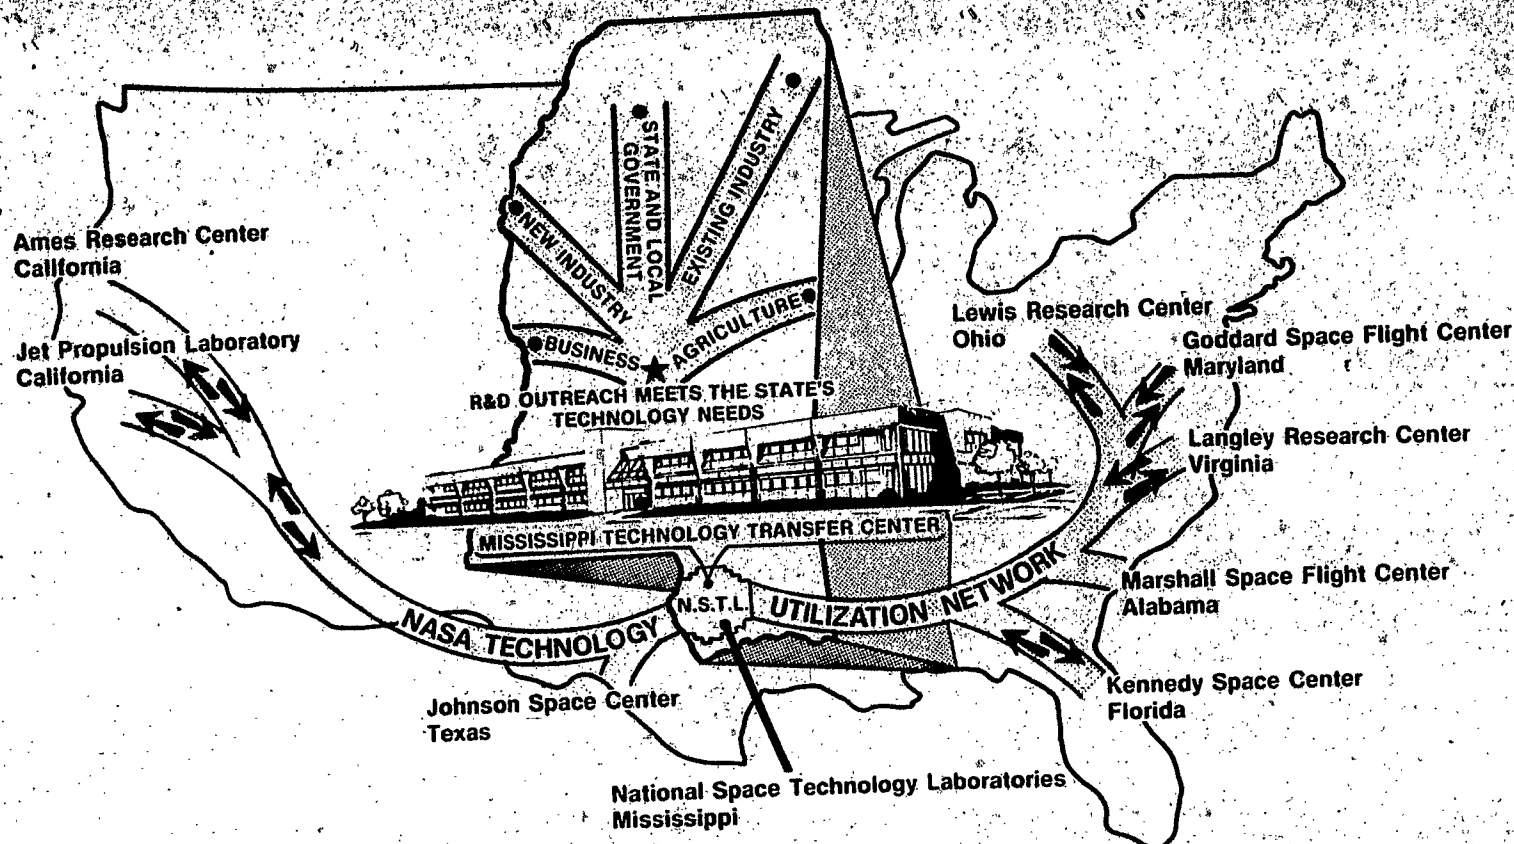 STATE AND LOCAL
GOVERNMENT
EXISTING INDUSTRY
NEW INDUSTRY
BUSINESS
AGRICULTURE
R&D OUTREACH MEETS THE STATE'S
TECHNOLOGY NEEDS
Ames Research Center
California
Jet Propulsion Laboratory
California
Lewis Research Center
Ohio
Goddard Space Flight Center
Maryland
Langley Research Center
Virginia
MISSISSIPPI TECHNOLOGY TRANSFER CENTER
N.S.T.L.
NASA TECHNOLOGY
UTILIZATION NETWORK
Marshall Space Flight Center
Alabama
Kennedy Space Center
Florida
Johnson Space Center
Texas
National Space Technology Laboratories
Mississippi